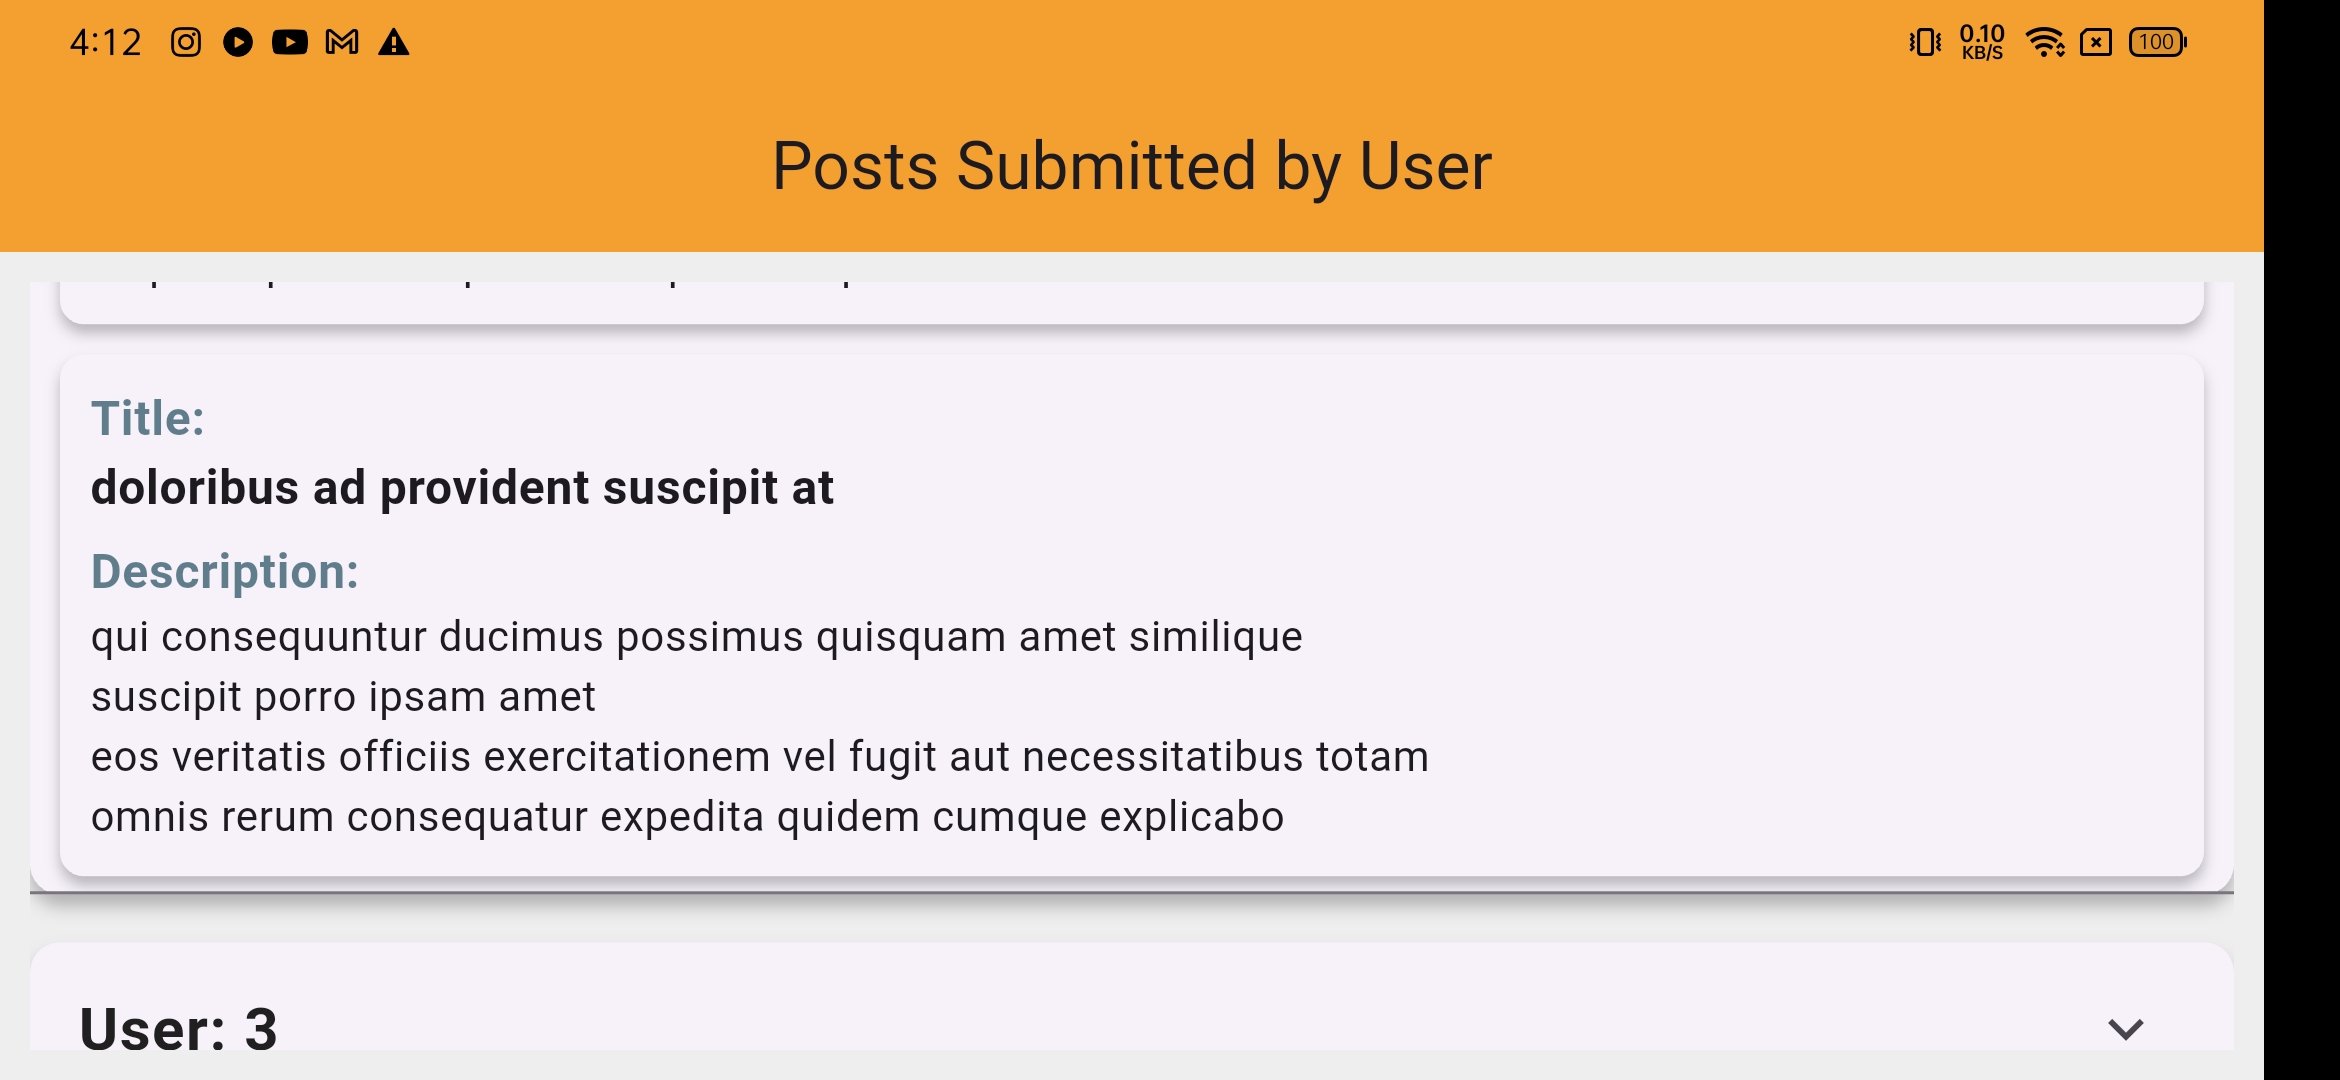 4:12
0.10
KB/S
100
Posts Submitted by User
Title:
doloribus ad provident suscipit at
Description:
qui consequuntur ducimus possimus quisquam amet similique
suscipit porro ipsam amet
eos veritatis officiis exercitationem vel fugit aut necessitatibus totam
omnis rerum consequatur expedita quidem cumque explicabo
User: 3